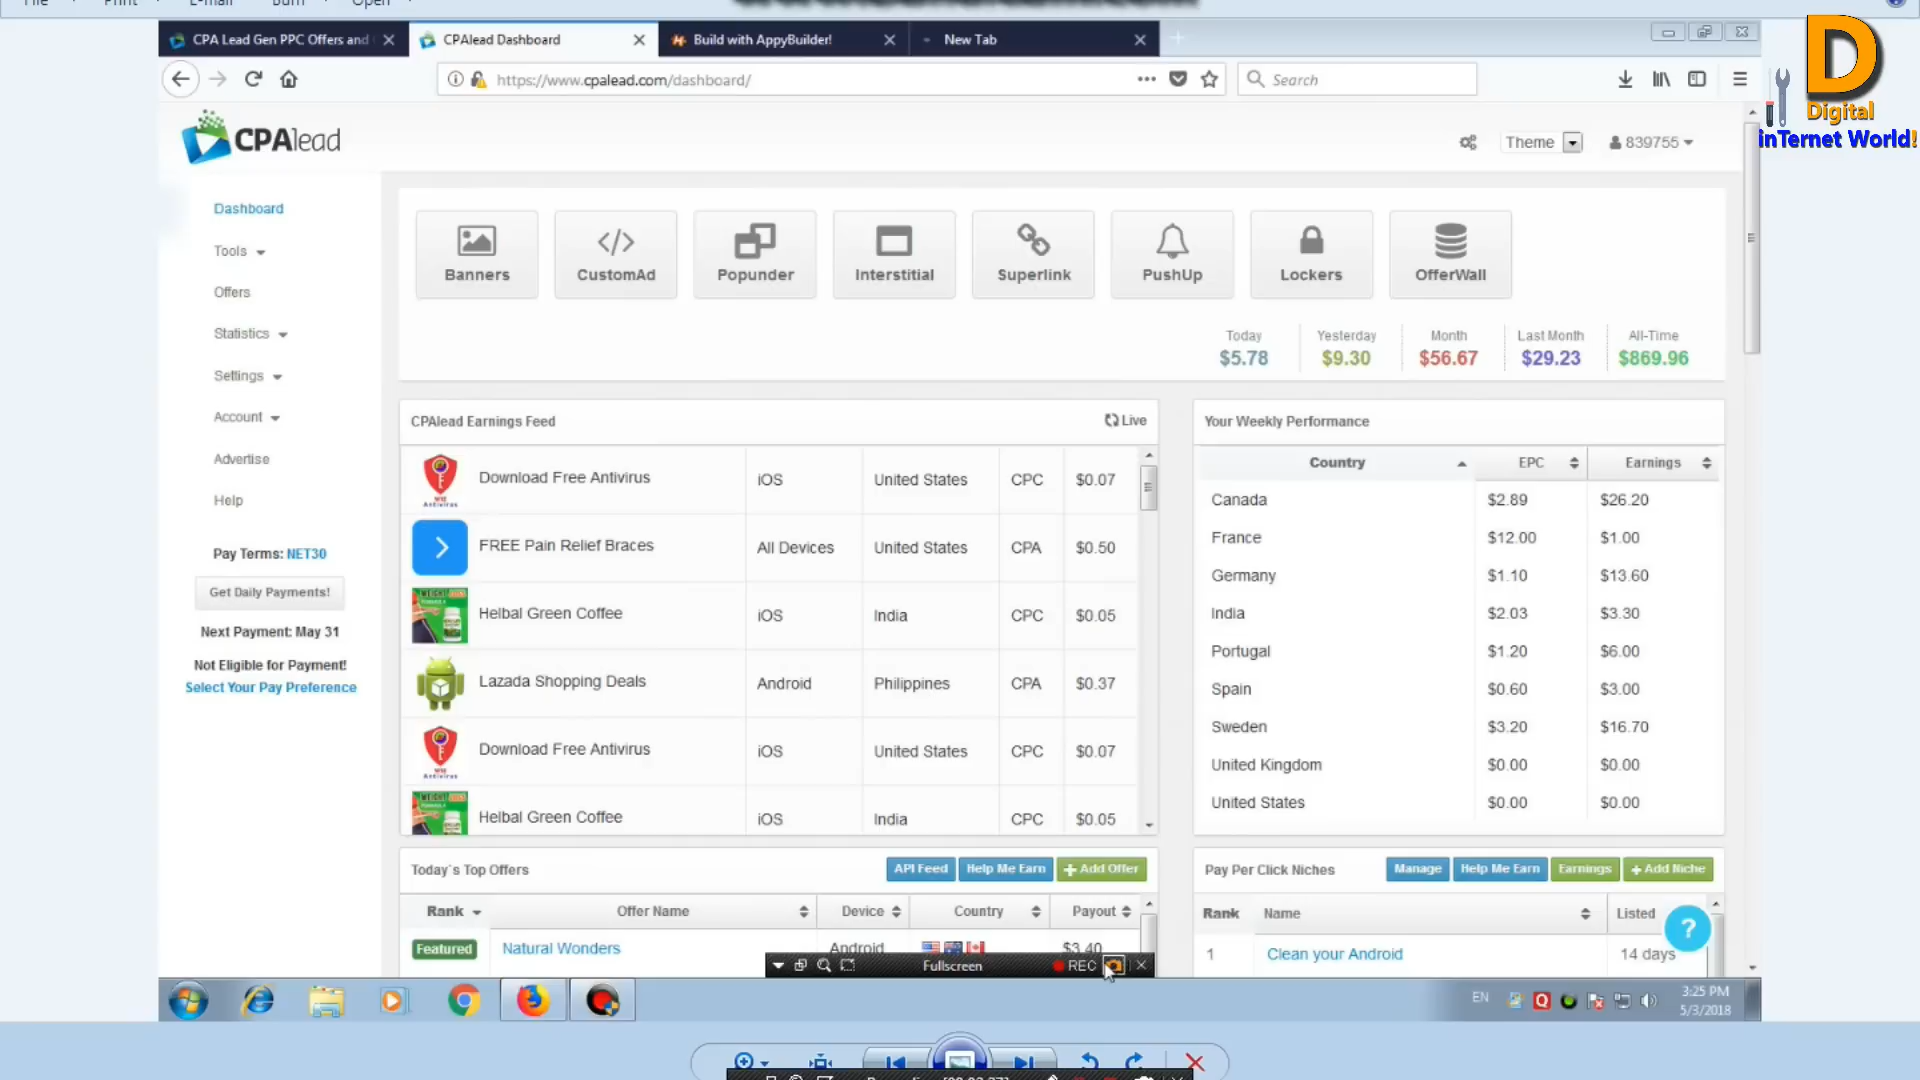 File Print E-mail Burn Open
CPA Lead Gen PPC Offers and
CPAlead Dashboard
Build with AppyBuilder!
New Tab
https://www.cpalead.com/dashboard/
Search
D
Digital
inTernet World!
CPAlead
Theme
839755
Dashboard
Tools
Offers
Statistics
Settings
Account
Advertise
Help
Pay Terms: NET30
Get Daily Payments!
Next Payment: May 31
Not Eligible for Payment!
Select Your Pay Preference
Banners CustomAd Popunder Interstitial Superlink PushUp Lockers OfferWall
Today Yesterday Month Last Month All-Time
$5.78 $9.30 $56.67 $29.23 $869.96
CPAlead Earnings Feed Live
Download Free Antivirus iOS United States CPC $0.07
FREE Pain Relief Braces All Devices United States CPA $0.50
Helbal Green Coffee iOS India CPC $0.05
Lazada Shopping Deals Android Philippines CPA $0.37
Download Free Antivirus iOS United States CPC $0.07
Helbal Green Coffee iOS India CPC $0.05
Your Weekly Performance
Country EPC Earnings
Canada $2.89 $26.20
France $12.00 $1.00
Germany $1.10 $13.60
India $2.03 $3.30
Portugal $1.20 $6.00
Spain $0.60 $3.00
Sweden $3.20 $16.70
United Kingdom $0.00 $0.00
United States $0.00 $0.00
Today`s Top Offers API Feed Help Me Earn Add Offer
Rank Offer Name Device Country Payout
Featured Natural Wonders Android $3.40
Pay Per Click Niches Manage Help Me Earn Earnings Add Niche
Rank Name Listed
1 Clean your Android 14 days
?
Fullscreen REC
EN
3:25 PM
5/3/2018